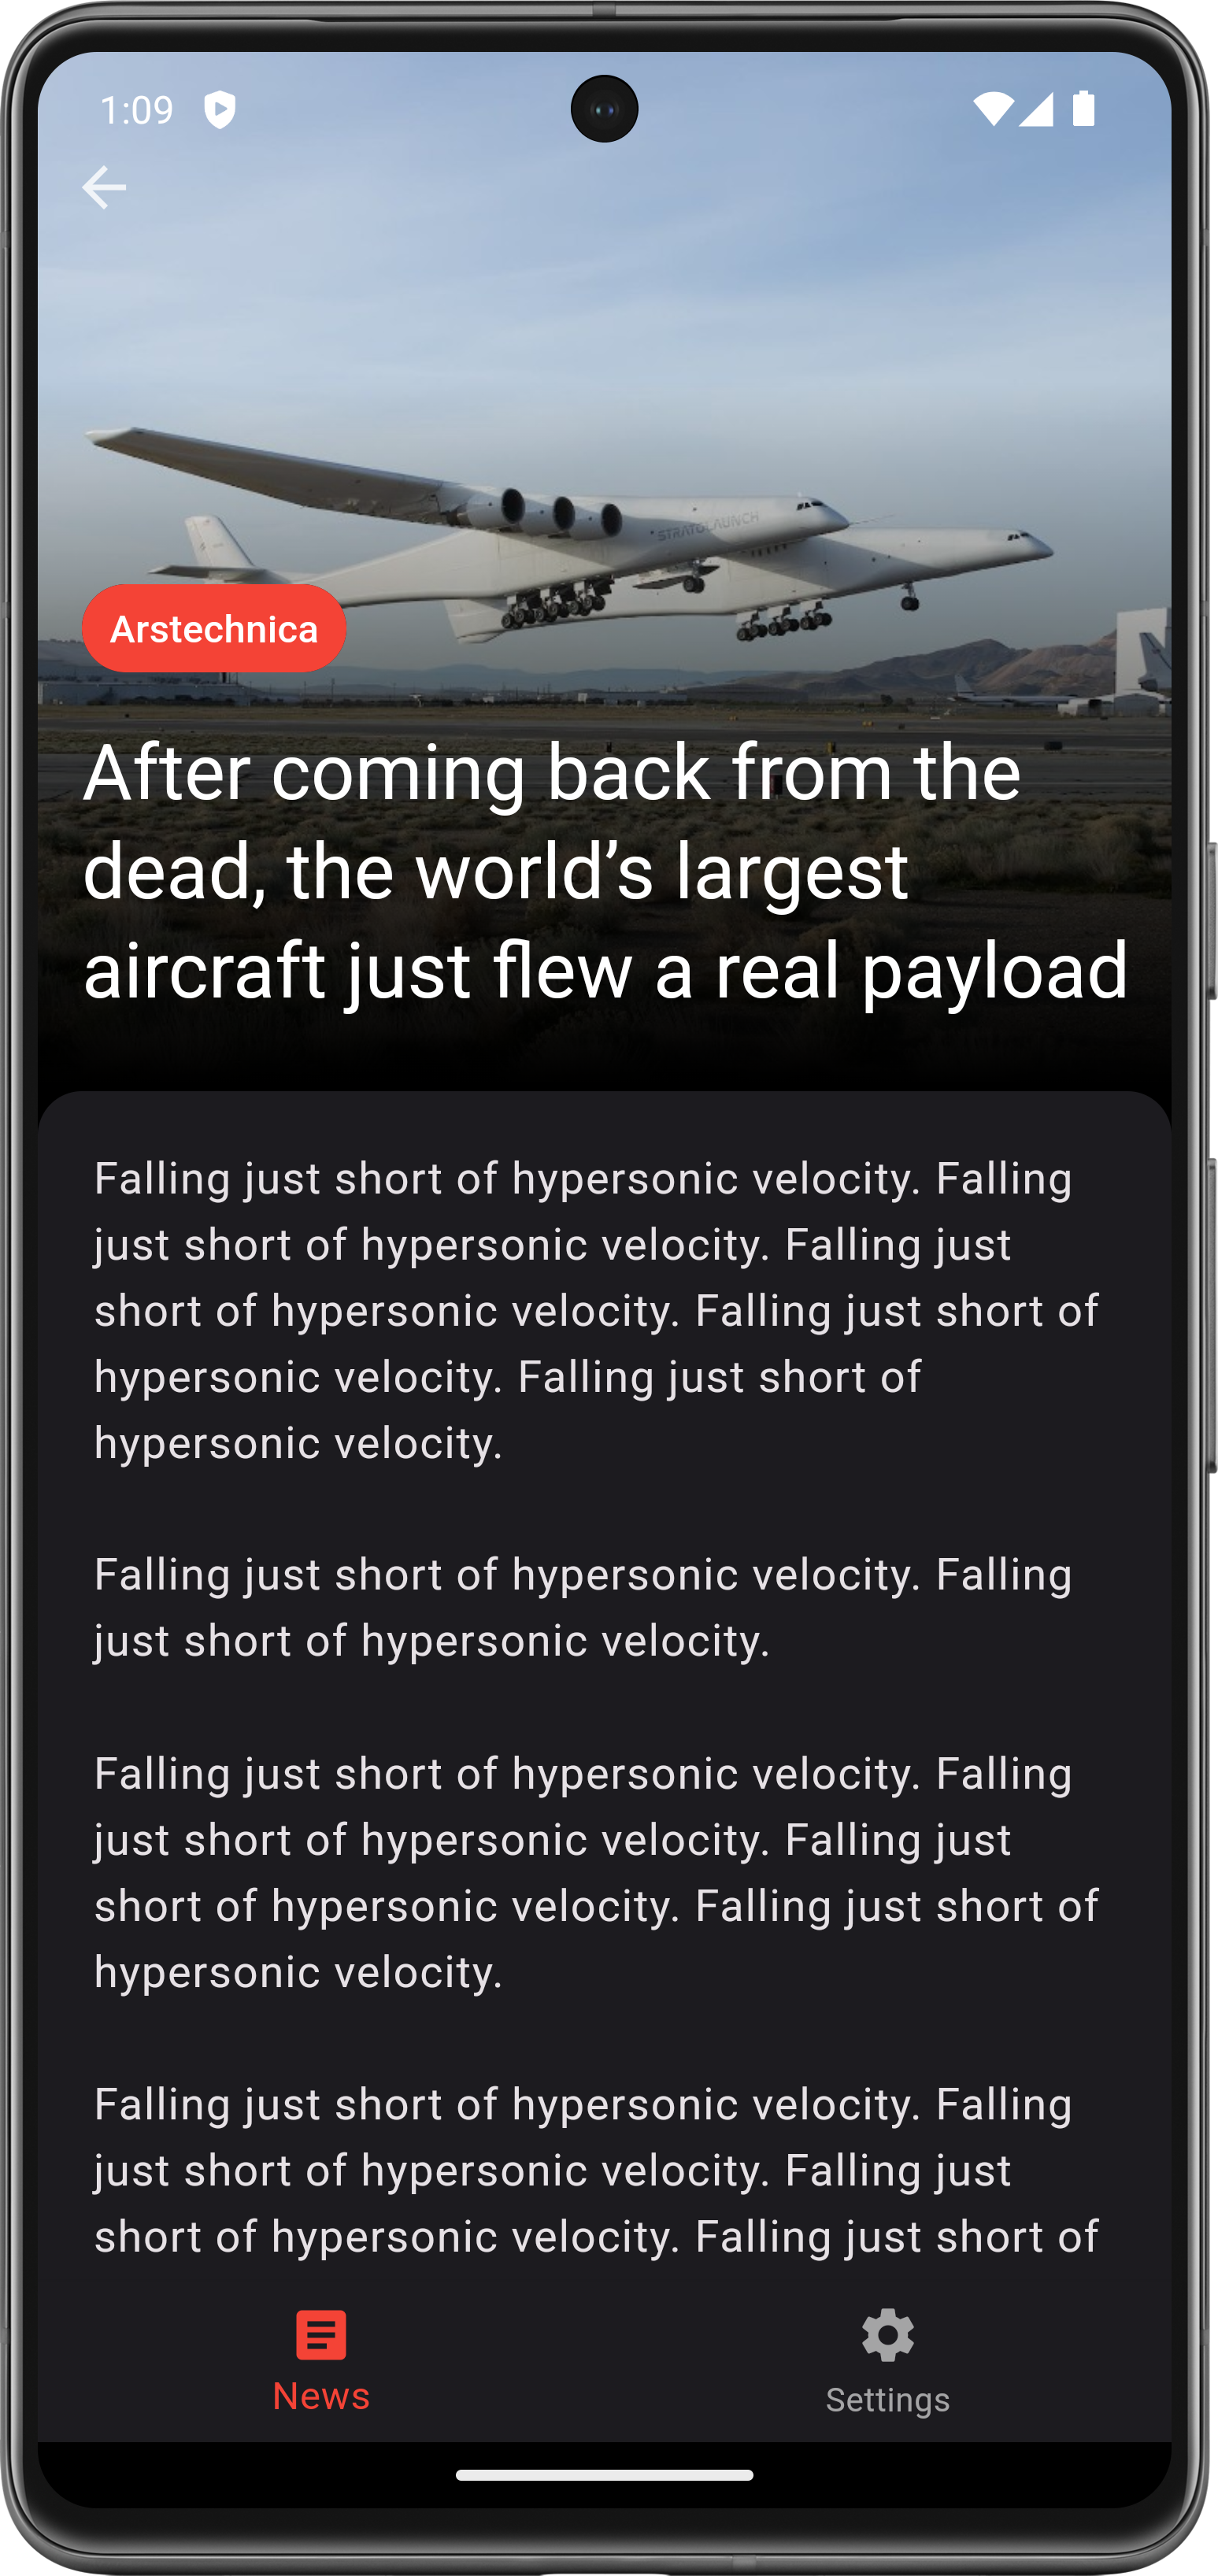 1:09
STRATOLAUNCH
Arstechnica
After coming back from the
dead, the world’s largest
aircraft just flew a real payload
Falling just short of hypersonic velocity. Falling
just short of hypersonic velocity. Falling just
short of hypersonic velocity. Falling just short of
hypersonic velocity. Falling just short of
hypersonic velocity.
Falling just short of hypersonic velocity. Falling
just short of hypersonic velocity.
Falling just short of hypersonic velocity. Falling
just short of hypersonic velocity. Falling just
short of hypersonic velocity. Falling just short of
hypersonic velocity.
Falling just short of hypersonic velocity. Falling
just short of hypersonic velocity. Falling just
short of hypersonic velocity. Falling just short of
News
Settings